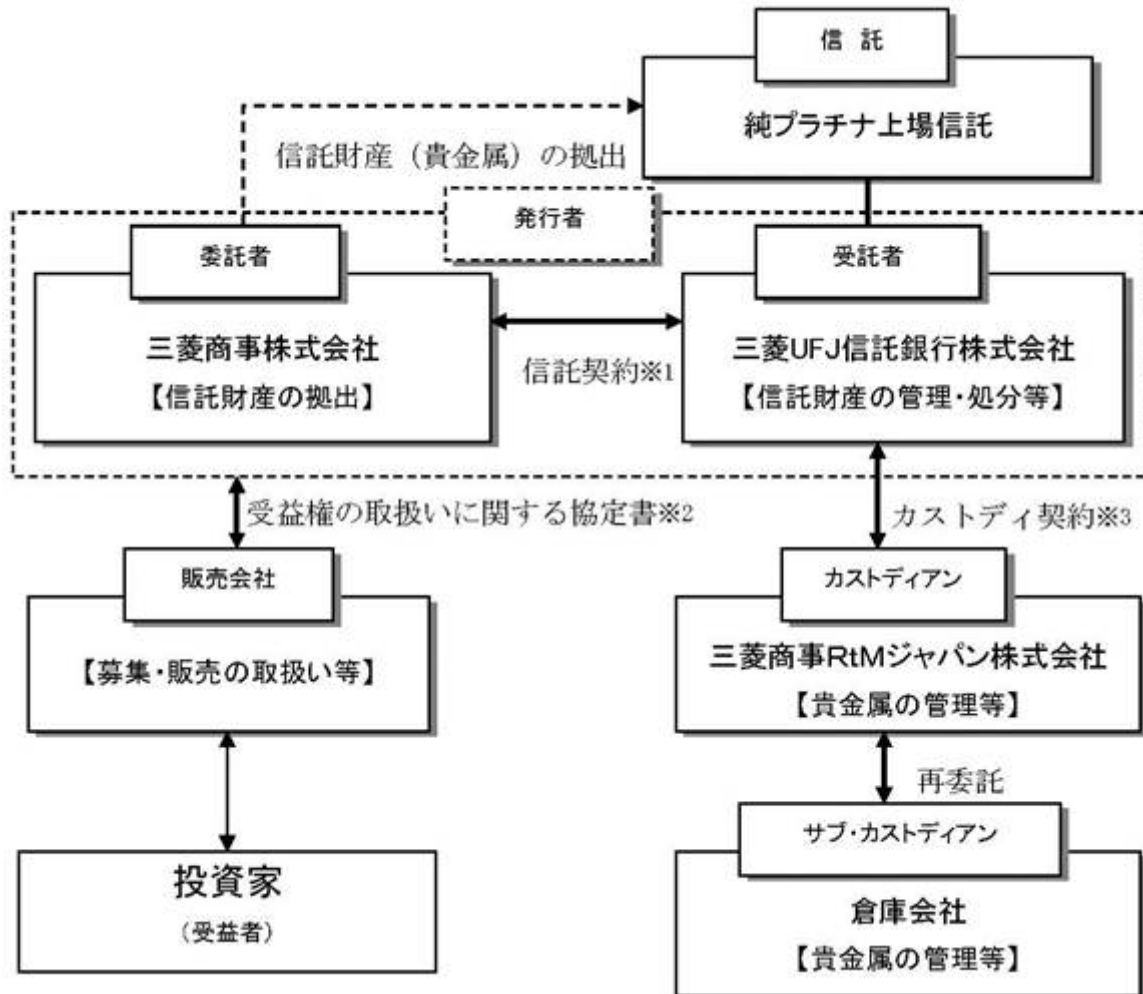 信 託
純プラチナ上場信託
信託財産（貴金属）の拠出
発行者
委託者
三菱商事株式会社
【信託財産の拠出】
信託契約※1
受託者
三菱UFJ信託銀行株式会社
【信託財産の管理・処分等】
受益権の取扱いに関する協定書※2
カストディ契約※3
販売会社
【募集・販売の取扱い等】
カストディアン
三菱商事RtMジャパン株式会社
【貴金属の管理等】
再委託
投資家
（受益者）
サブ・カストディアン
倉庫会社
【貴金属の管理等】